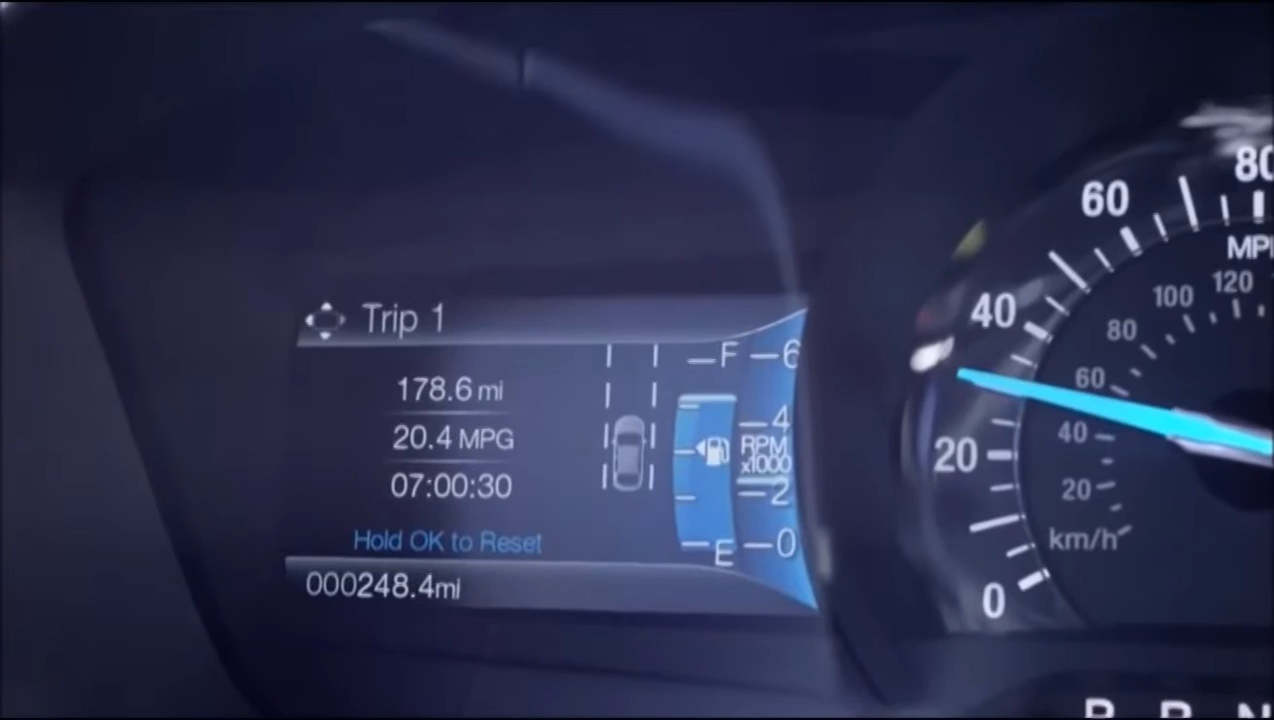 Trip 1
178.6 mi
20.4 MPG
07:00:30
Hold OK to Reset
000248.4mi
F
E
6
4
RPM
x1000
2
0
80
60
40
20
0
120
100
80
60
40
20
km/h